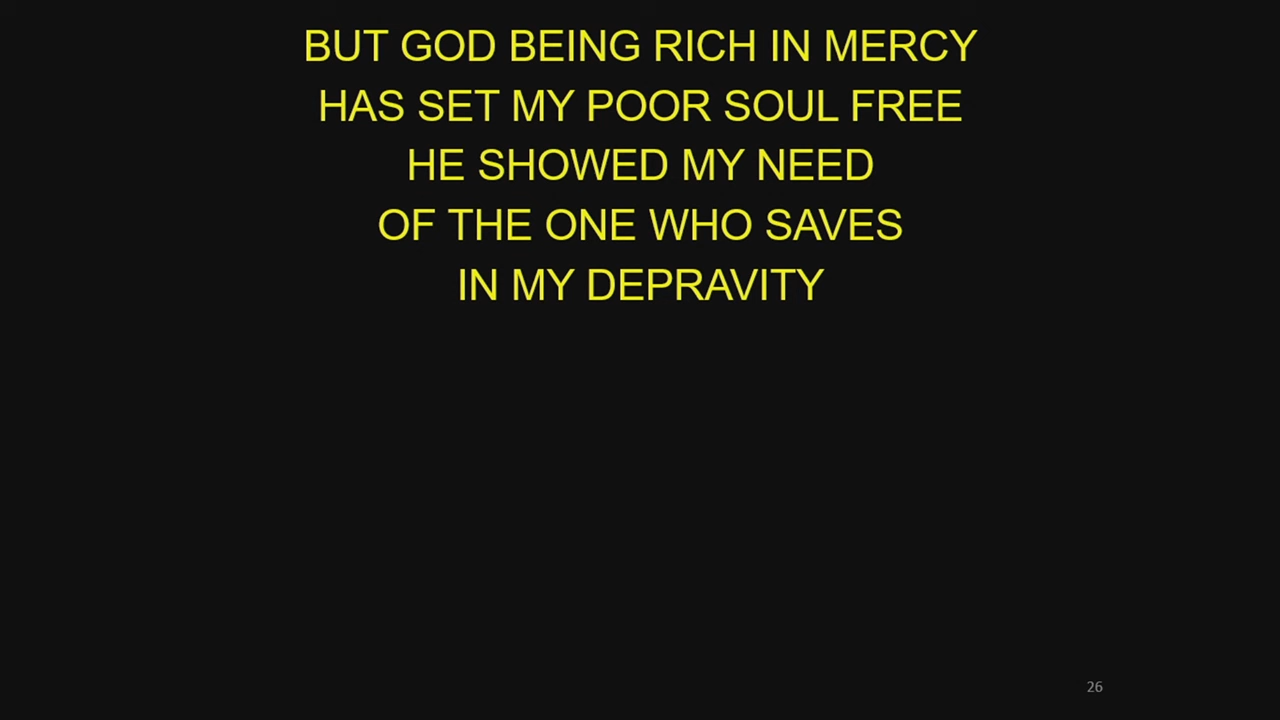 BUT GOD BEING RICH IN MERCY
HAS SET MY POOR SOUL FREE
HE SHOWED MY NEED
OF THE ONE WHO SAVES
IN MY DEPRAVITY
26